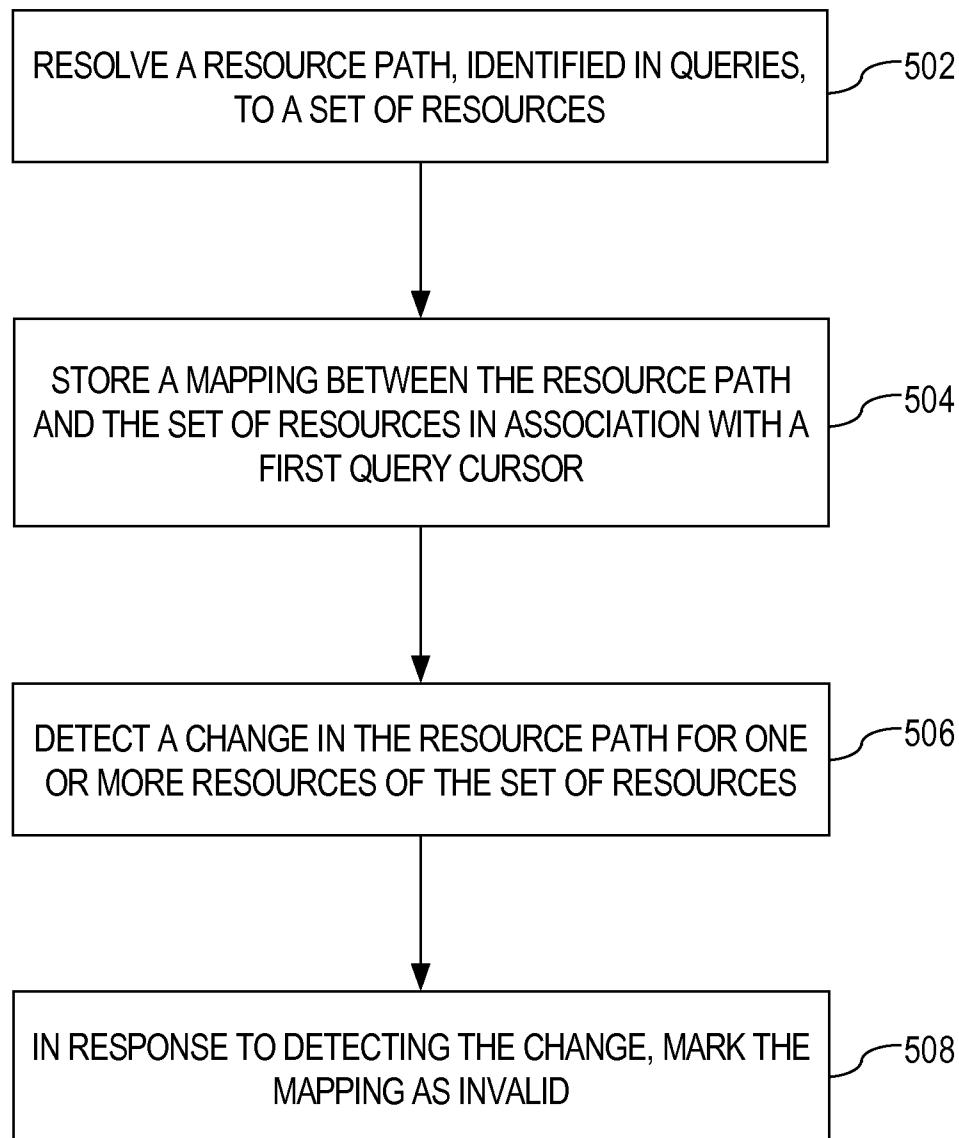 RESOLVE A RESOURCE PATH, IDENTIFIED IN QUERIES,
TO A SET OF RESOURCES
502
STORE A MAPPING BETWEEN THE RESOURCE PATH
AND THE SET OF RESOURCES IN ASSOCIATION WITH A
FIRST QUERY CURSOR
504
DETECT A CHANGE IN THE RESOURCE PATH FOR ONE
OR MORE RESOURCES OF THE SET OF RESOURCES
506
IN RESPONSE TO DETECTING THE CHANGE, MARK THE
MAPPING AS INVALID
508